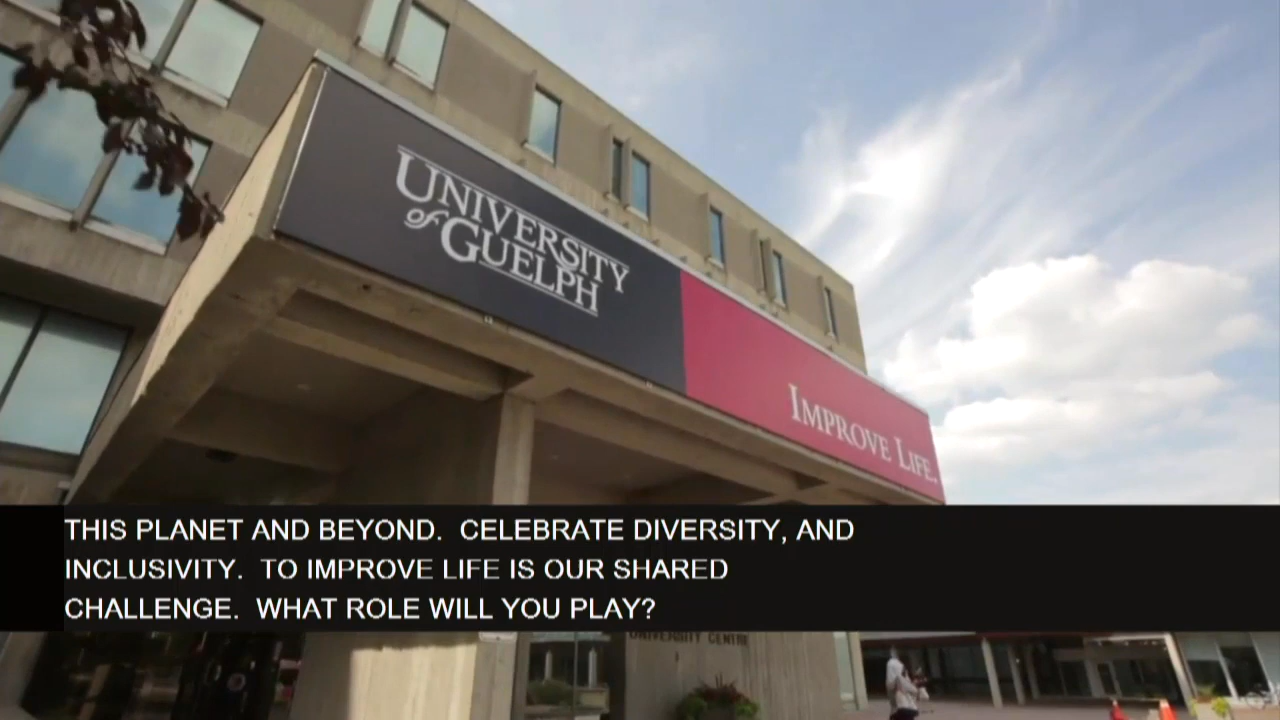 UNIVERSITY
of GUELPH
IMPROVE LIFE.
THIS PLANET AND BEYOND. CELEBRATE DIVERSITY, AND
INCLUSIVITY. TO IMPROVE LIFE IS OUR SHARED
CHALLENGE. WHAT ROLE WILL YOU PLAY?
UNIVERSITY CENTRE